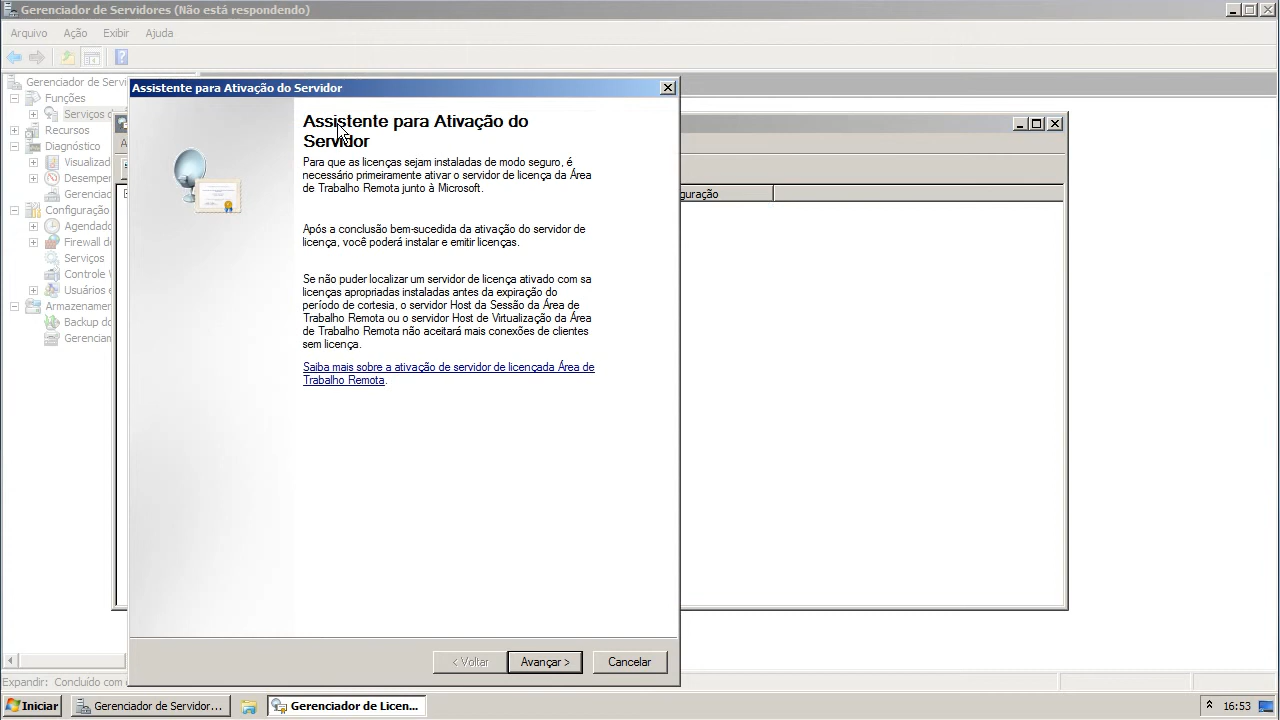 Gerenciador de Servidores (Não está respondendo)
Arquivo Ação Exibir Ajuda
Gerenciador de Servi
Funções
Serviços
Recursos
Diagnóstico
Visualizad
Desemper
Gerenciad
Configuração
Agendado
Firewall d
Serviços
Controle
Usuários e
Armazenamen
Backup do
Gerenciam
Assistente para Ativação do Servidor
Assistente para Ativação do
Servidor
Para que as licenças sejam instaladas de modo seguro, é
necessário primeiramente ativar o servidor de licença da Área
de Trabalho Remota junto à Microsoft.
Após a conclusão bem-sucedida da ativação do servidor de
licença, você poderá instalar e emitir licenças.
Se não puder localizar um servidor de licença ativado com sa
licenças apropriadas instaladas antes da expiração do
período de cortesia, o servidor Host da Sessão da Área de
Trabalho Remota ou o servidor Host de Virtualização da Área
de Trabalho Remota não aceitará mais conexões de clientes
sem licença.
Saiba mais sobre a ativação de servidor de licençada Área de
Trabalho Remota.
guração
< Voltar Avançar > Cancelar
Expandir: Concluído com
Iniciar Gerenciador de Servidor... Gerenciador de Licen... 16:53